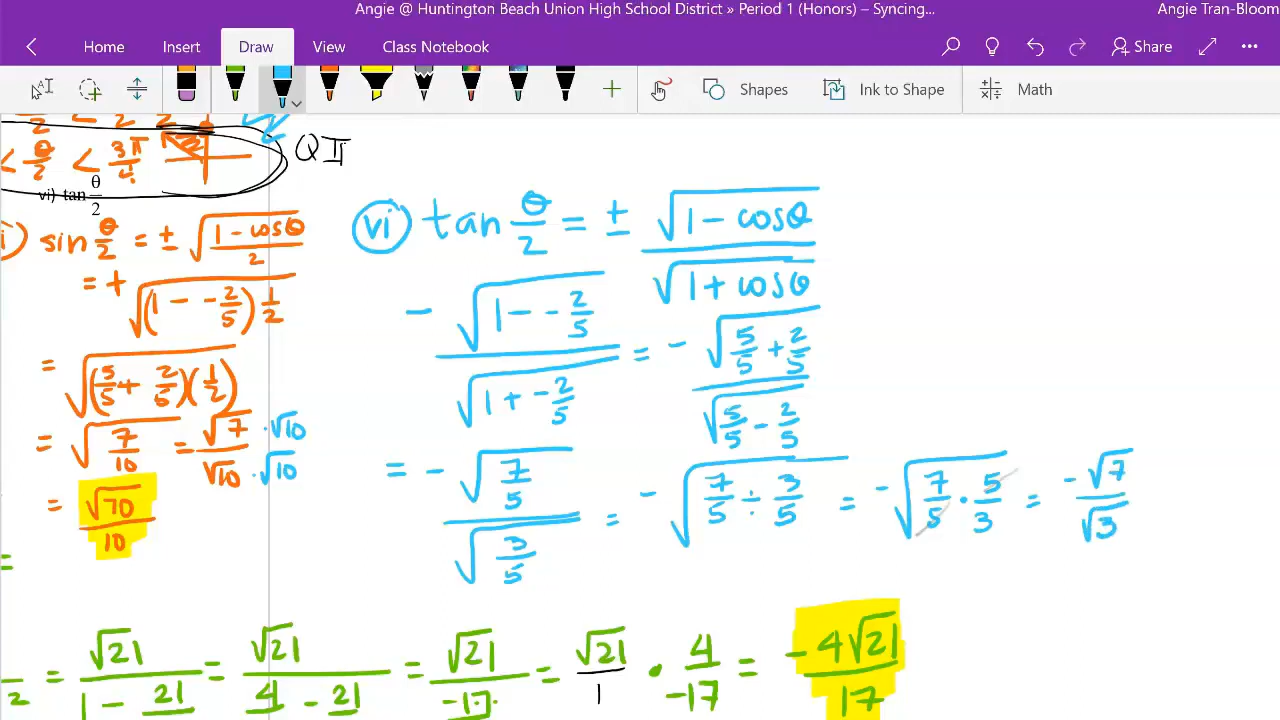 Angie @ Huntington Beach Union High School District » Period 1 (Honors) – Syncing...
Angie Tran-Bloom
Home Insert Draw View Class Notebook
Share
Shapes
Ink to Share
Math
< θ/2 < 3π/4
QII
vi) tan θ/2
sin θ/2 = ± √((1 - cosθ)/2)
= + √((1 - -2/5) 1/2)
= √((5/5 + 2/5)(1/2))
= √(7/10) = √7/√10 · √10 / · √10
= √70/10
vi) tan θ/2 = ± √(1 - cosθ) / √(1 + cosθ)
- √(1 - -2/5) / √(1 + -2/5) = - √(5/5 + 2/5) / √(5/5 - 2/5)
= - √(7/5) / √(3/5) = - √(7/5 ÷ 3/5) = - √(7/5 · 5/3) = -√7/√3
= √21 / (1 - 21 = √21 / (4 - 21 = √21 / -17 = √21/1 · 4/-17 = -4√21/17